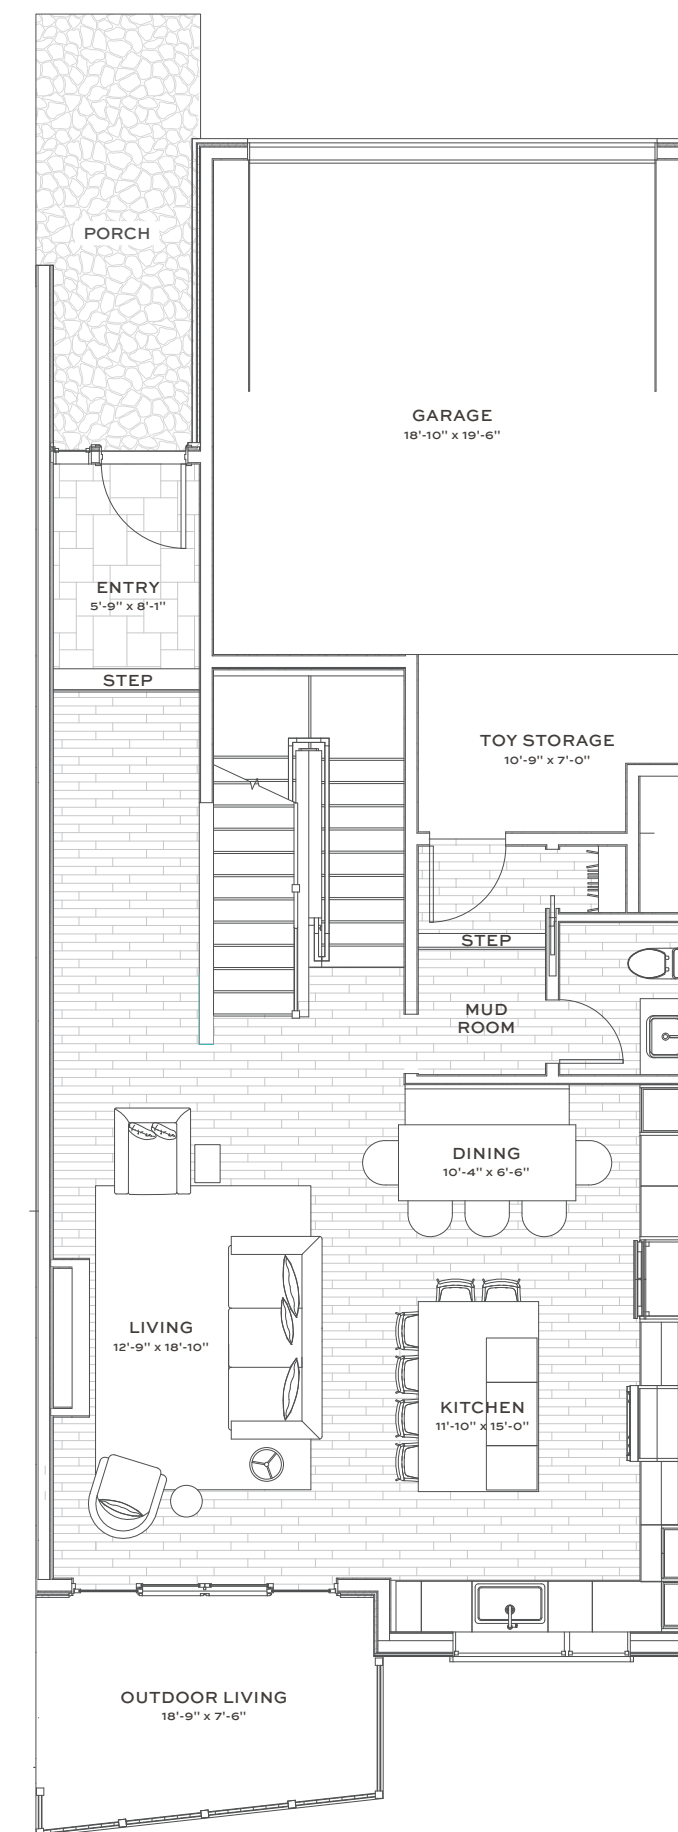 PORCH
GARAGE
18'-10" x 19'-6"
ENTRY
5'-9" x 8'-1"
STEP
TOY STORAGE
10'-9" x 7'-0"
STEP
MUD
ROOM
DINING
10'-4" x 6'-6"
LIVING
12'-9" x 18'-10"
KITCHEN
11'-10" x 15'-0"
OUTDOOR LIVING
18'-9" x 7'-6"